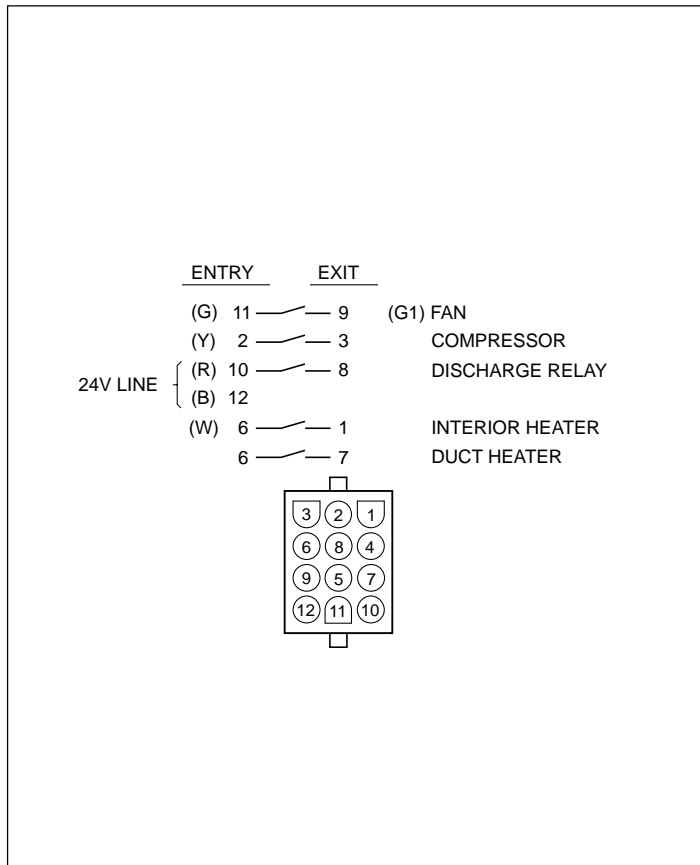 ENTRY EXIT
(G) 11 9 (G1) FAN
(Y) 2 3 COMPRESSOR
24V LINE (R) 10 8 DISCHARGE RELAY
(B) 12
(W) 6 1 INTERIOR HEATER
6 7 DUCT HEATER
3 2 1
6 8 4
9 5 7
12 11 10